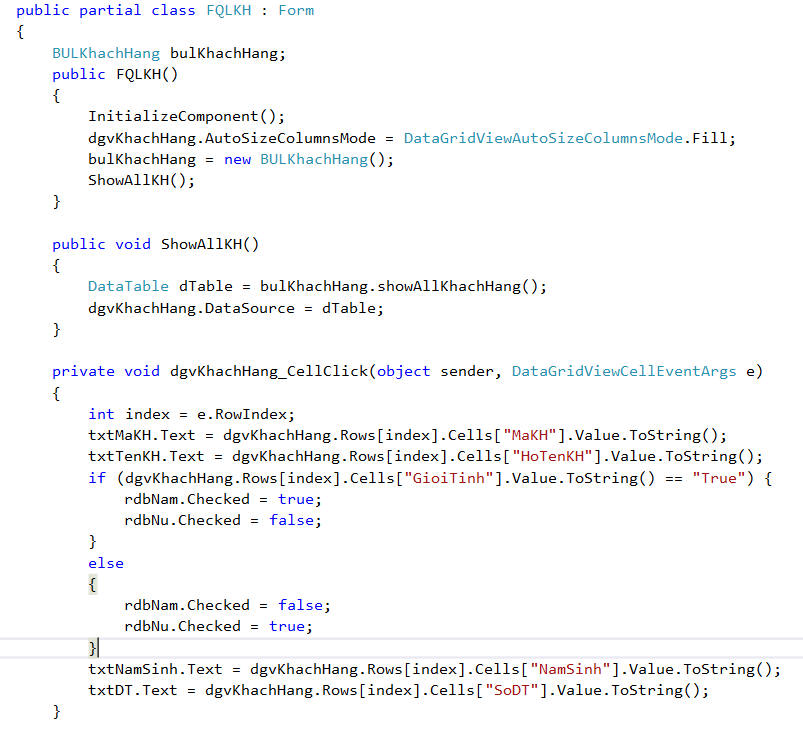 public partial class FQLKH : Form
{
    BULKhachHang bulKhachHang;
    public FQLKH()
    {
        InitializeComponent();
        dgvKhachHang.AutoSizeColumnsMode = DataGridViewAutoSizeColumnsMode.Fill;
        bulKhachHang = new BULKhachHang();
        ShowAllKH();
    }

    public void ShowAllKH()
    {
        DataTable dTable = bulKhachHang.showAllKhachHang();
        dgvKhachHang.DataSource = dTable;
    }

    private void dgvKhachHang_CellClick(object sender, DataGridViewCellEventArgs e)
    {
        int index = e.RowIndex;
        txtMaKH.Text = dgvKhachHang.Rows[index].Cells["MaKH"].Value.ToString();
        txtTenKH.Text = dgvKhachHang.Rows[index].Cells["HoTenKH"].Value.ToString();
        if (dgvKhachHang.Rows[index].Cells["GioiTinh"].Value.ToString() == "True") {
            rdbNam.Checked = true;
            rdbNu.Checked = false;
        }
        else
        {
            rdbNam.Checked = false;
            rdbNu.Checked = true;
        }
        txtNamSinh.Text = dgvKhachHang.Rows[index].Cells["NamSinh"].Value.ToString();
        txtDT.Text = dgvKhachHang.Rows[index].Cells["SoDT"].Value.ToString();
    }